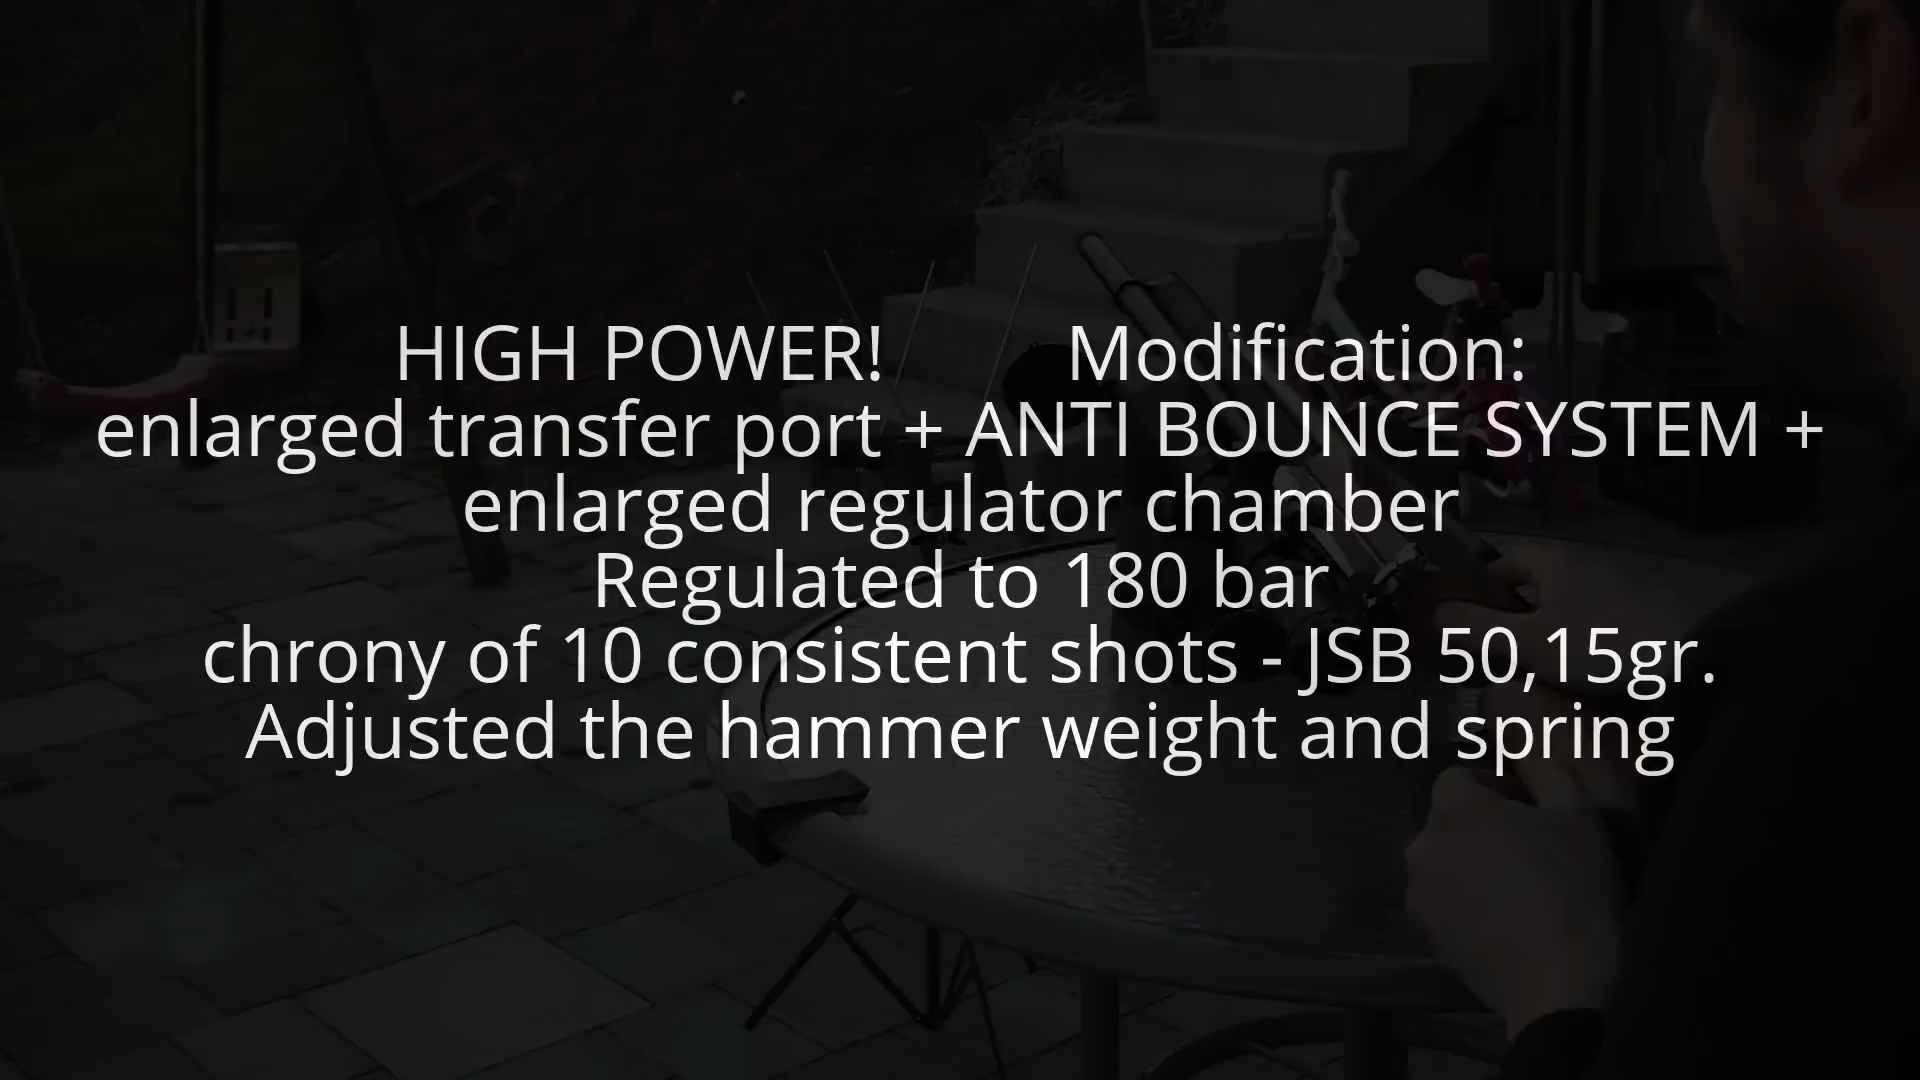 HIGH POWER! Modification:
enlarged transfer port + ANTI BOUNCE SYSTEM +
enlarged regulator chamber
Regulated to 180 bar
chrony of 10 consistent shots - JSB 50,15gr.
Adjusted the hammer weight and spring